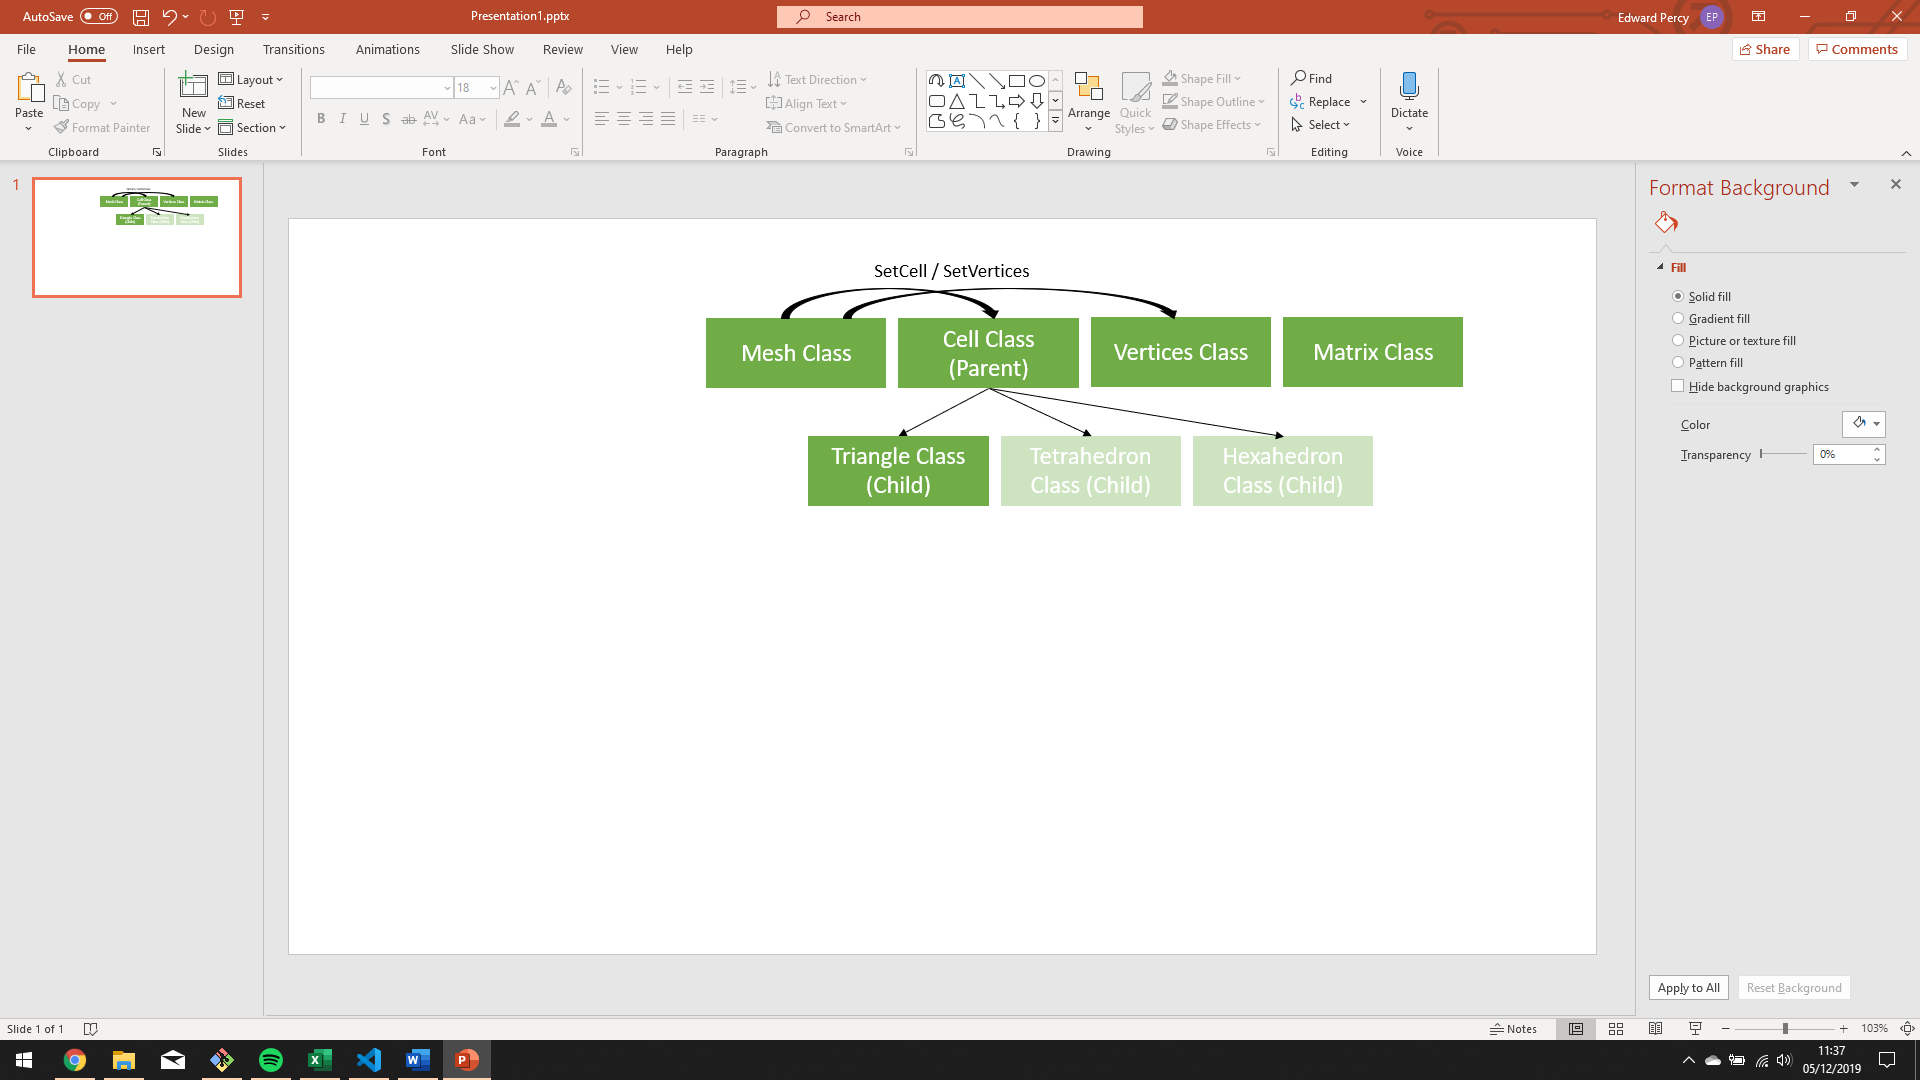 AutoSave Off
Presentation1.pptx
Search
Edward Percy EP
File Home Insert Design Transitions Animations Slide Show Review View Help
Share Comments
Paste
Cut
Copy
Format Painter
Clipboard
New
Slide
Layout
Reset
Section
Slides
18
B I U S ab AV Aa A
Font
Text Direction
Align Text
Convert to SmartArt
Paragraph
Arrange
Quick
Styles
Shape Fill
Shape Outline
Shape Effects
Drawing
Find
Replace
Select
Editing
Dictate
Voice
1
SetCell / SetVertices
Mesh Class
Cell Class
(Parent)
Vertices Class
Matrix Class
Triangle Class
(Child)
Tetrahedron
Class (Child)
Hexahedron
Class (Child)
Format Background
Fill
Solid fill
Gradient fill
Picture or texture fill
Pattern fill
Hide background graphics
Color
Transparency 0%
Apply to All Reset Background
Slide 1 of 1
Notes
103%
11:37
05/12/2019